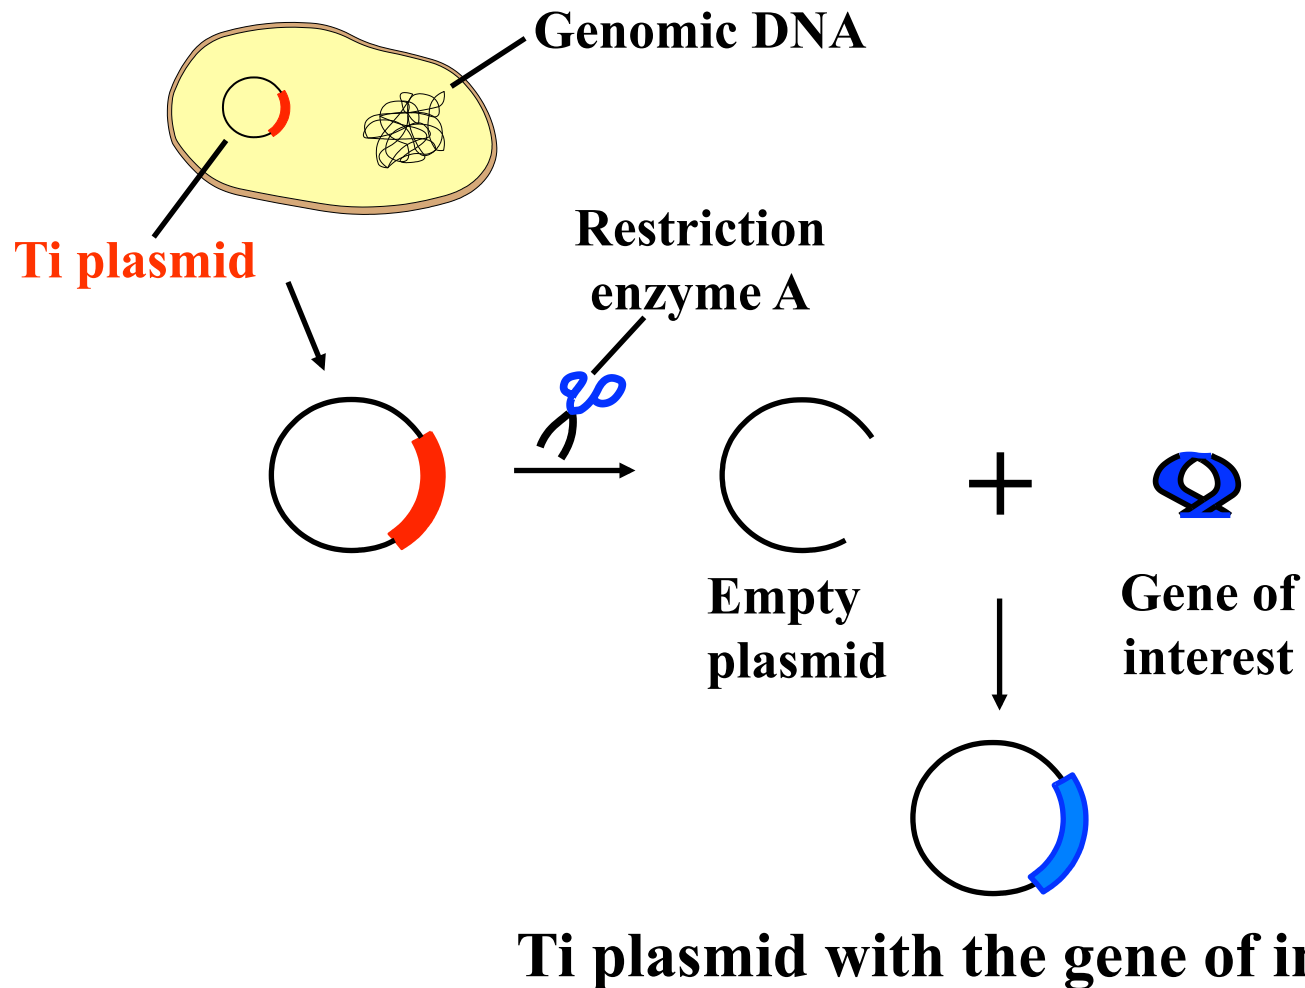 Genomic DNA
Ti plasmid
Restriction
enzyme A
Empty
plasmid
Gene of
interest
Ti plasmid with the gene of